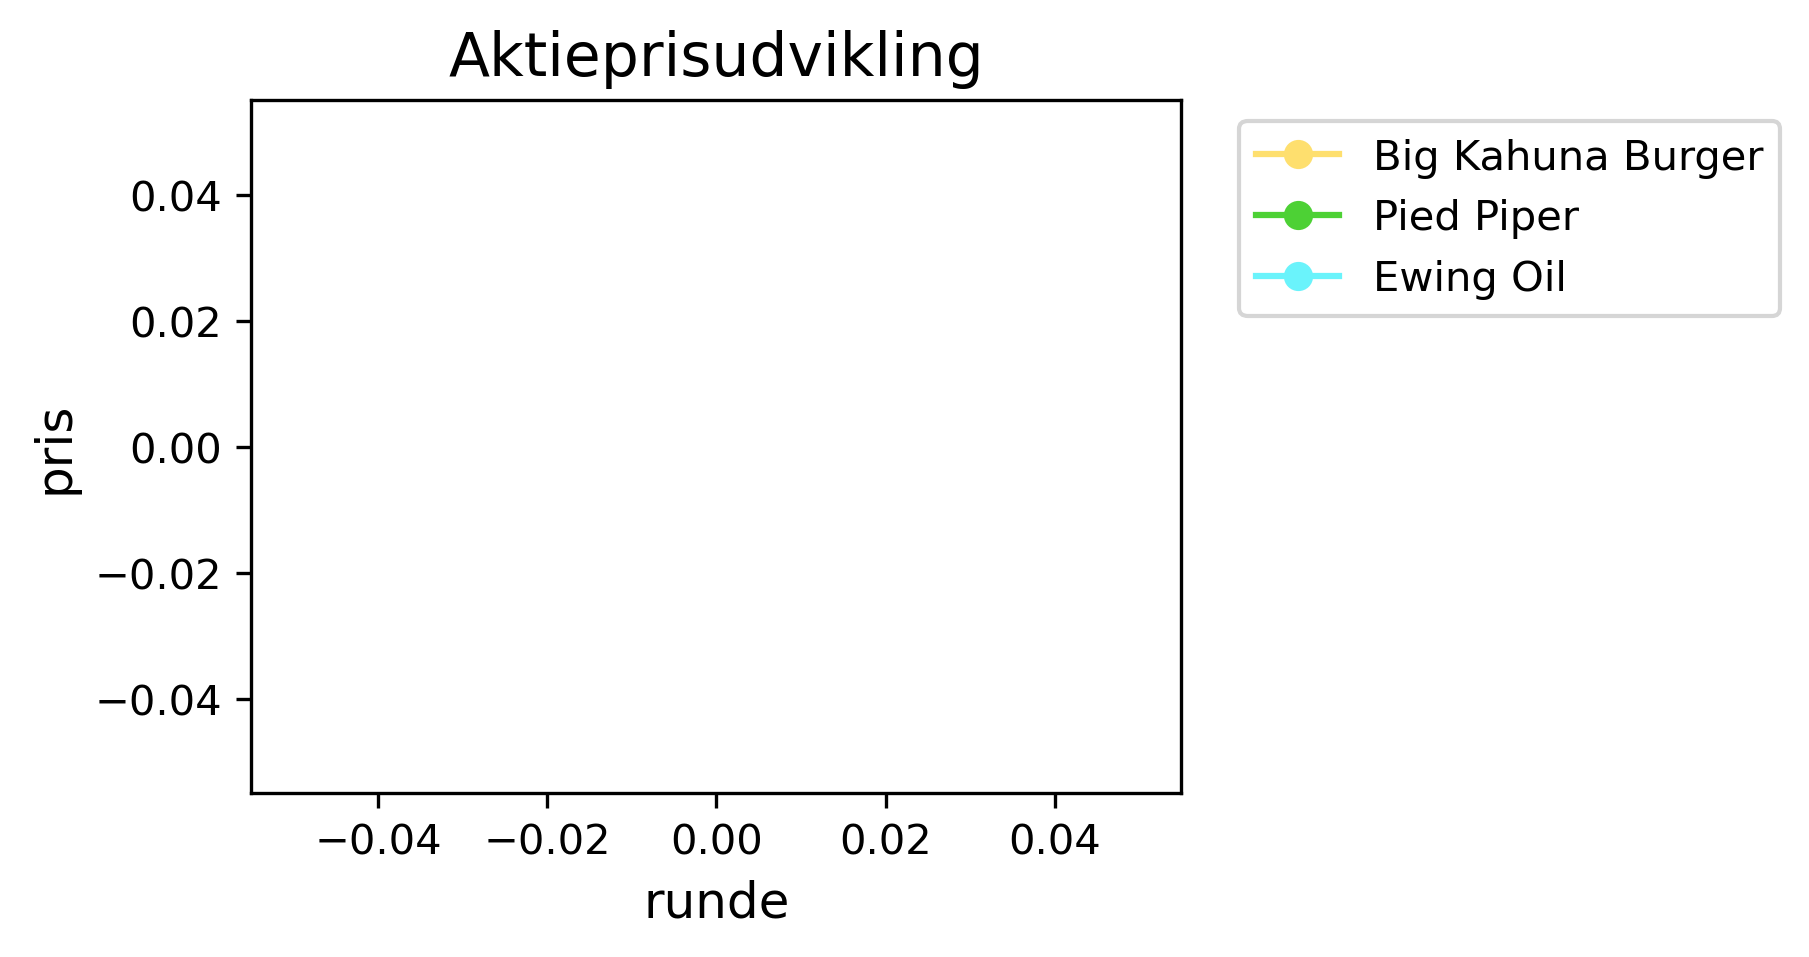 Aktieprisudvikling
Big Kahuna Burger
Pied Piper
Ewing Oil
pris
0.04
0.02
0.00
−0.02
−0.04
−0.04 −0.02 0.00 0.02 0.04
runde